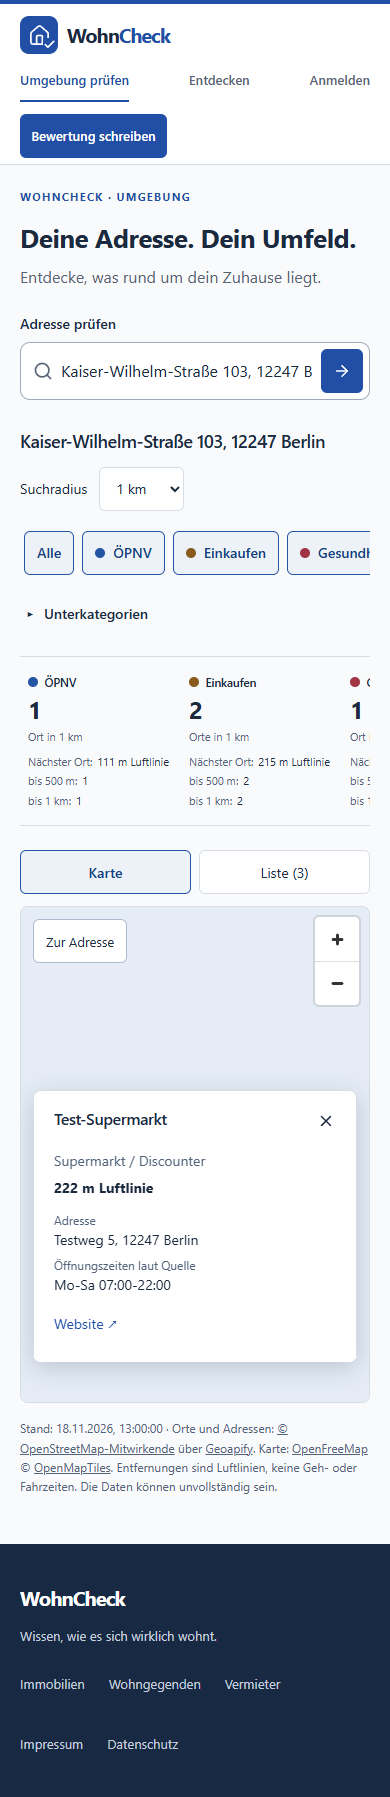 WohnCheck
Umgebung prüfen Entdecken Anmelden
Bewertung schreiben
WOHNCHECK · UMGEBUNG
Deine Adresse. Dein Umfeld.
Entdecke, was rund um dein Zuhause liegt.
Adresse prüfen
Kaiser-Wilhelm-Straße 103, 12247 B
Kaiser-Wilhelm-Straße 103, 12247 Berlin
Suchradius 1 km
Alle ÖPNV Einkaufen Gesundh
Unterkategorien
ÖPNV Einkaufen
1 2 1
Ort in 1 km Orte in 1 km Ort
Nächster Ort: 111 m Luftlinie Nächster Ort: 215 m Luftlinie Näc
bis 500 m: 1 bis 500 m: 2 bis 5
bis 1 km: 1 bis 1 km: 2 bis 1
Karte Liste (3)
Zur Adresse +
−
Test-Supermarkt
Supermarkt / Discounter
222 m Luftlinie
Adresse
Testweg 5, 12247 Berlin
Öffnungszeiten laut Quelle
Mo-Sa 07:00-22:00
Website ↗
Stand: 18.11.2026, 13:00:00 · Orte und Adressen: ©
OpenStreetMap-Mitwirkende über Geoapify. Karte: OpenFreeMap
© OpenMapTiles. Entfernungen sind Luftlinien, keine Geh- oder
Fahrzeiten. Die Daten können unvollständig sein.
WohnCheck
Wissen, wie es sich wirklich wohnt.
Immobilien Wohngegenden Vermieter
Impressum Datenschutz